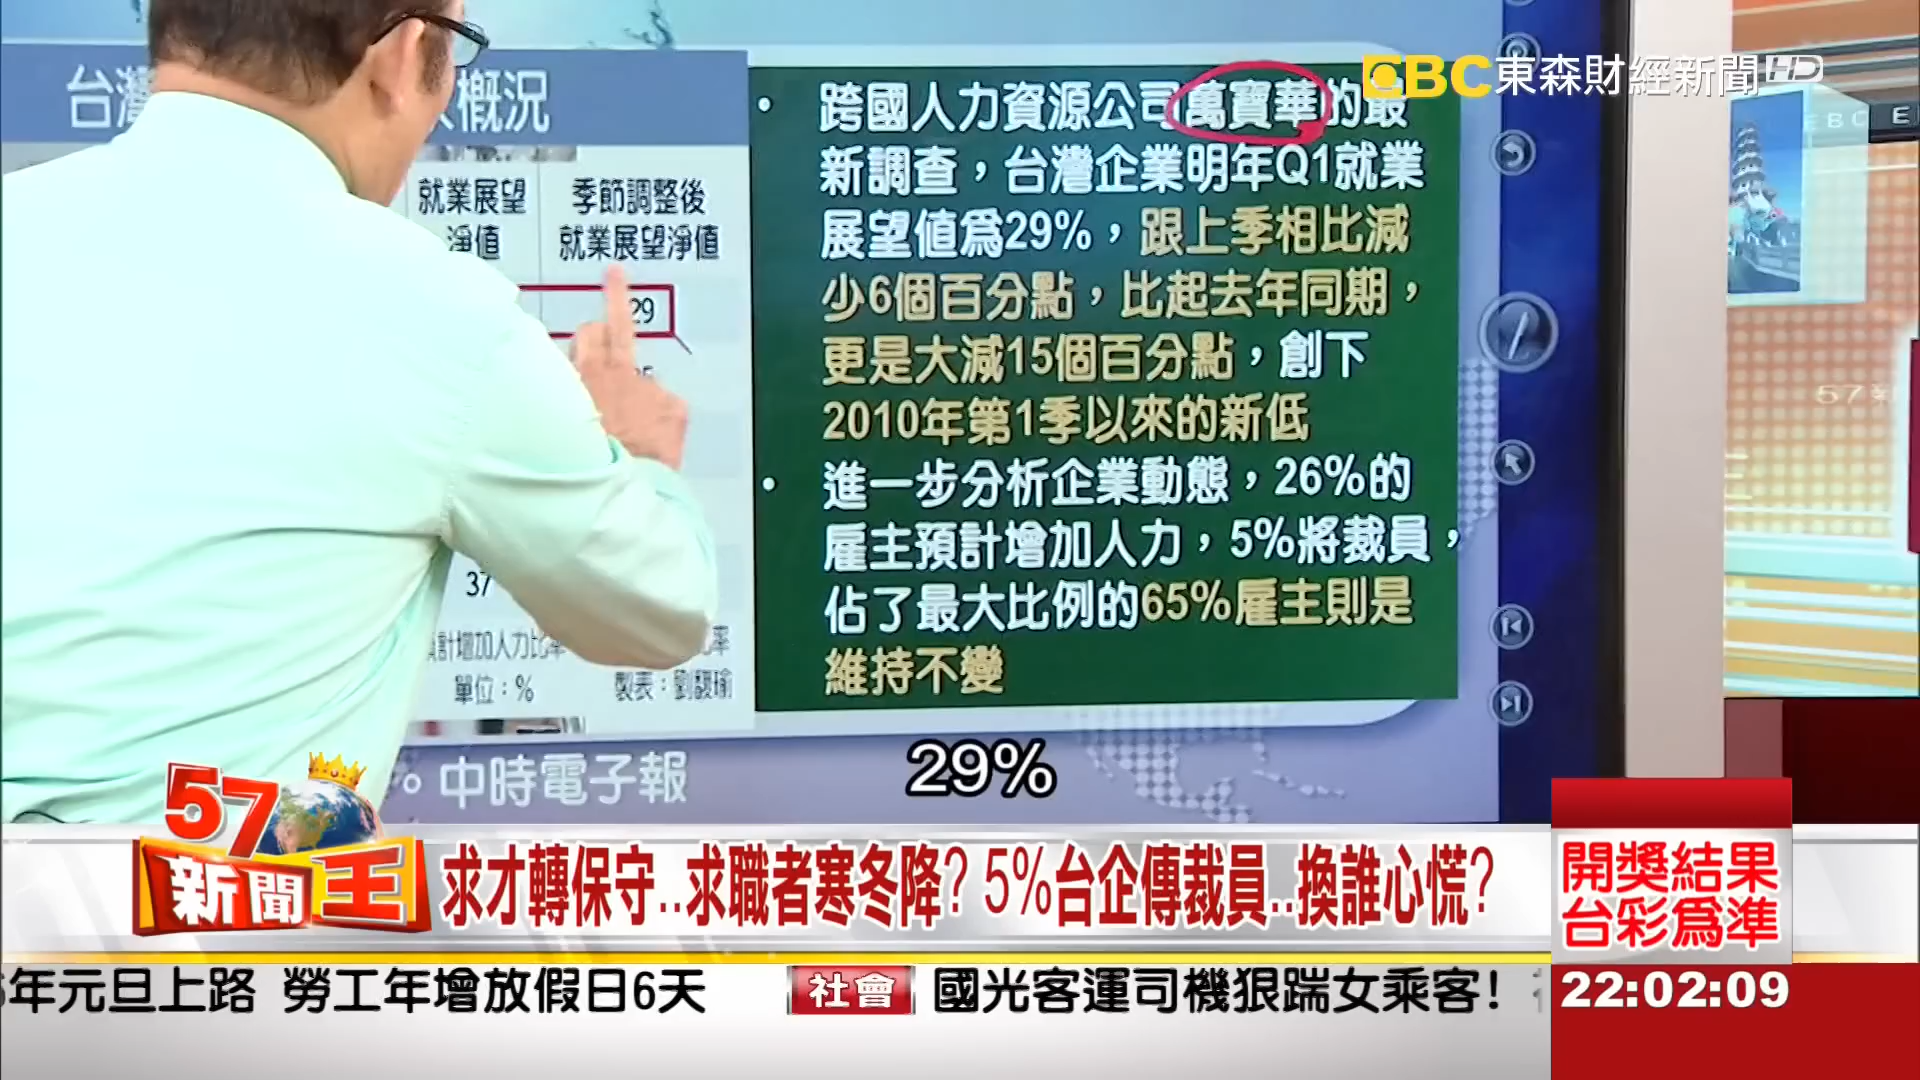 EBC東森財經新聞HD
概況
就業展望
淨值
季節調整後
就業展望淨值
29
37
計增加人力比
單位:%
製表:劉馥瑜
• 跨國人力資源公司萬寶華的最
新調查,台灣企業明年Q1就業
展望值為29%,跟上季相比減
少6個百分點,比起去年同期,
更是大減15個百分點,創下
2010年第1季以來的新低
• 進一步分析企業動態,26%的
雇主預計增加人力,5%將裁員,
佔了最大比例的65%雇主則是
維持不變
EBC
57
。中時電子報
29%
57
新聞王
求才轉保守..求職者寒冬降?5%台企傳裁員..換誰心慌?
開獎結果
台彩為準
年元旦上路 勞工年增放假日6天 社會 國光客運司機狠踹女乘客!
22:02:09